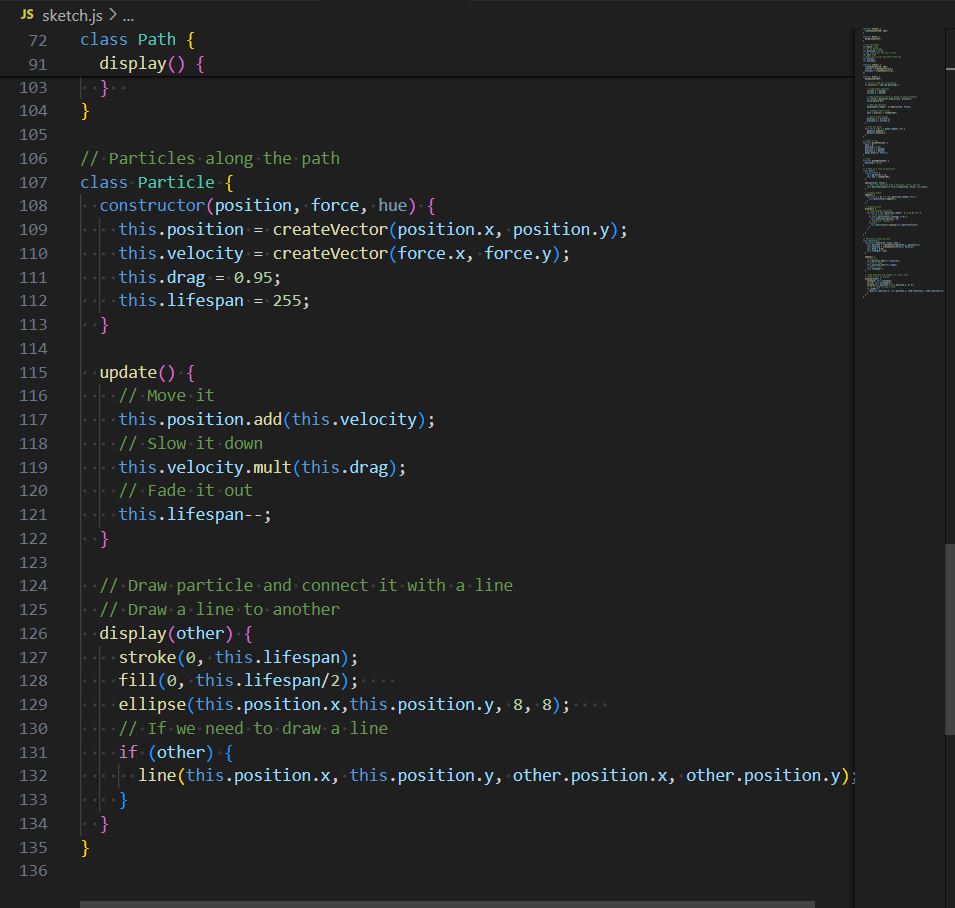 JS sketch.js > ...
72 class Path {
91   display() {
103   }
104 }
105
106 // Particles along the path
107 class Particle {
108   constructor(position, force, hue) {
109     this.position = createVector(position.x, position.y);
110     this.velocity = createVector(force.x, force.y);
111     this.drag = 0.95;
112     this.lifespan = 255;
113   }
114
115   update() {
116     // Move it
117     this.position.add(this.velocity);
118     // Slow it down
119     this.velocity.mult(this.drag);
120     // Fade it out
121     this.lifespan--;
122   }
123
124   // Draw particle and connect it with a line
125   // Draw a line to another
126   display(other) {
127     stroke(0, this.lifespan);
128     fill(0, this.lifespan/2);
129     ellipse(this.position.x,this.position.y, 8, 8);
130     // If we need to draw a line
131     if (other) {
132       line(this.position.x, this.position.y, other.position.x, other.position.y);
133     }
134   }
135 }
136